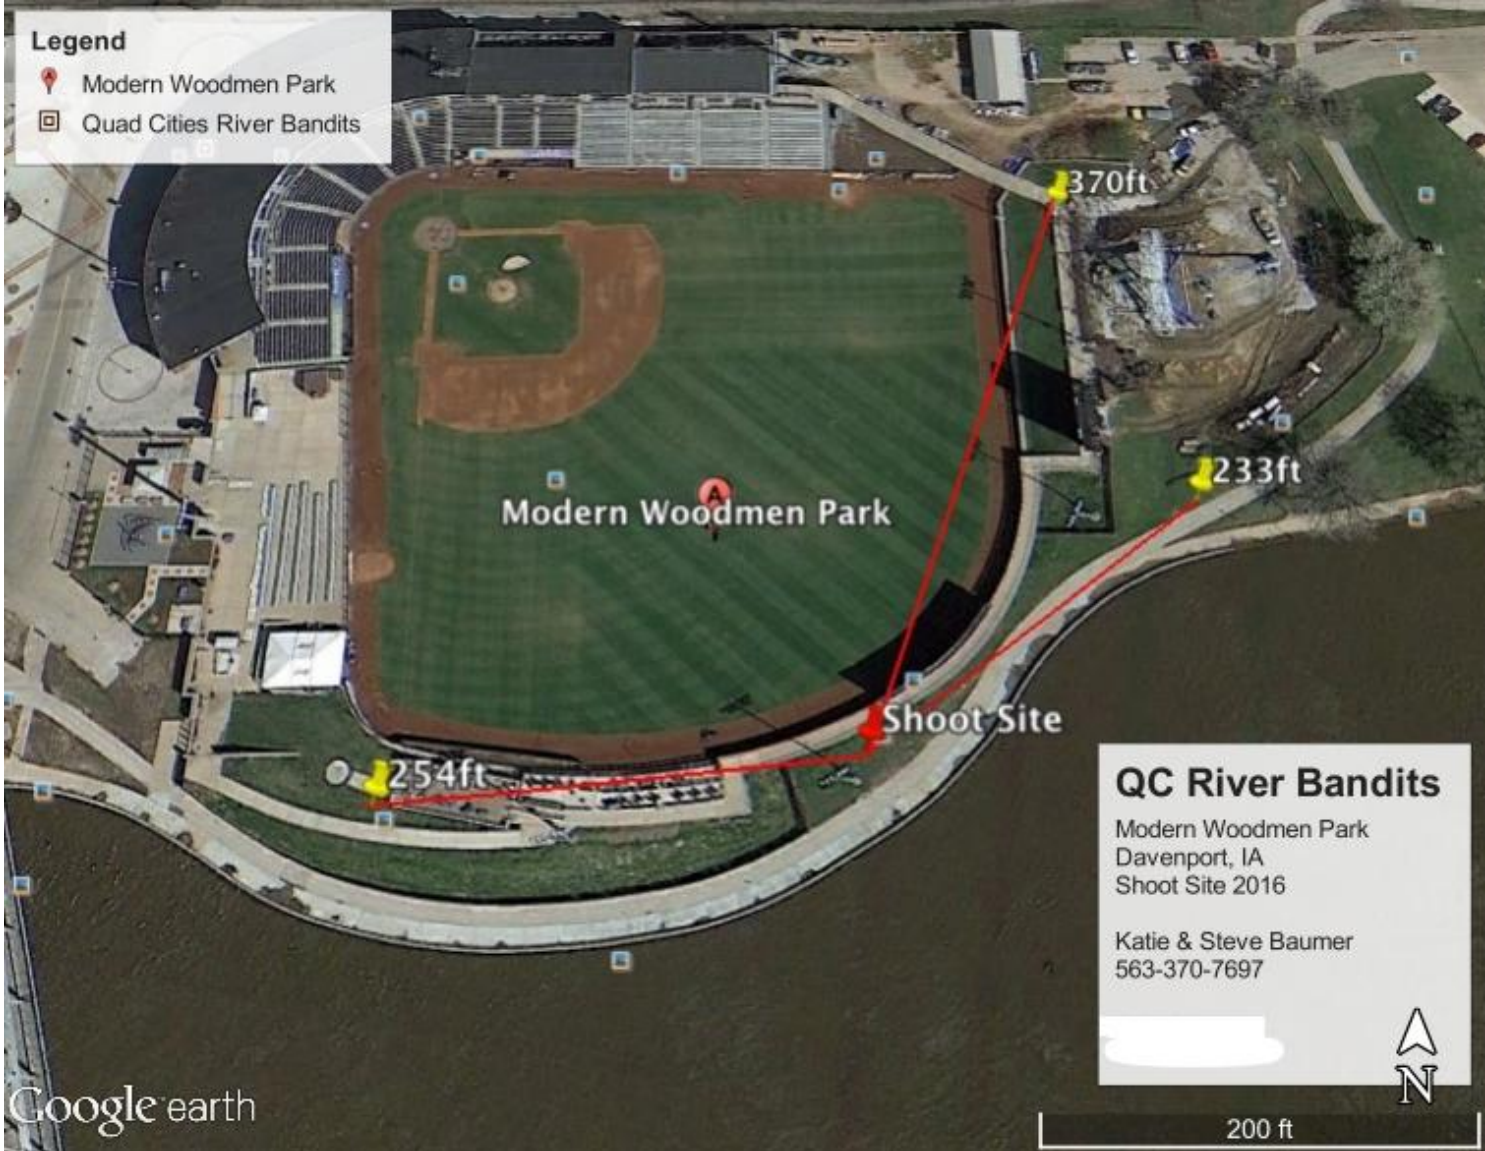 Legend
A Modern Woodmen Park
Quad Cities River Bandits
370ft
233ft
A
Modern Woodmen Park
Shoot Site
254ft
QC River Bandits
Modern Woodmen Park
Davenport, IA
Shoot Site 2016
Katie & Steve Baumer
563-370-7697
N
Google earth
200 ft